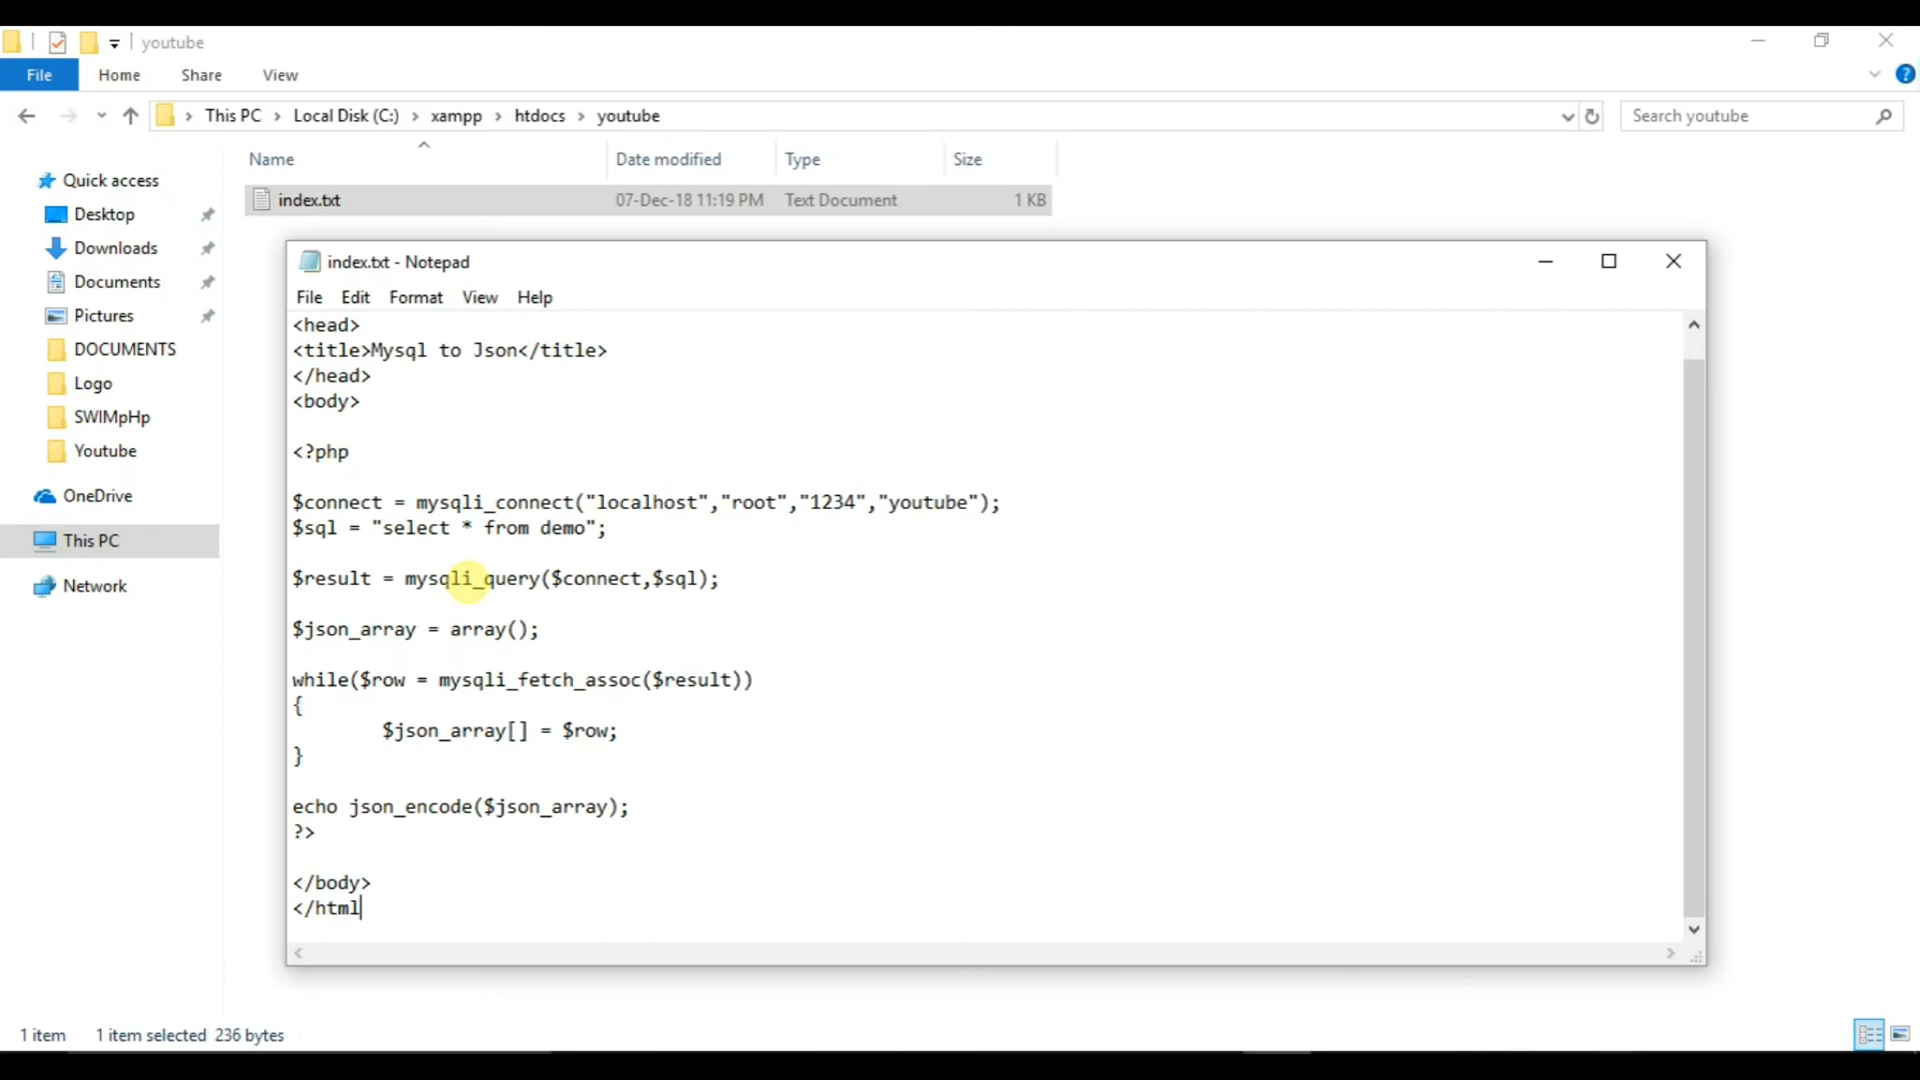 youtube
File Home Share View
This PC Local Disk (C:) xampp htdocs youtube
Search youtube
Name Date modified Type Size
index.txt 07-Dec-18 11:19 PM Text Document 1 KB
Quick access
Desktop
Downloads
Documents
Pictures
DOCUMENTS
Logo
SWIMpHp
Youtube
OneDrive
This PC
Network
index.txt - Notepad
File Edit Format View Help
<head>
<title>Mysql to Json</title>
</head>
<body>
<?php
$connect = mysqli_connect("localhost","root","1234","youtube");
$sql = "select * from demo";
$result = mysqli_query($connect,$sql);
$json_array = array();
while($row = mysqli_fetch_assoc($result))
{
$json_array[] = $row;
}
echo json_encode($json_array);
?>
</body>
</html
1 item 1 item selected 236 bytes